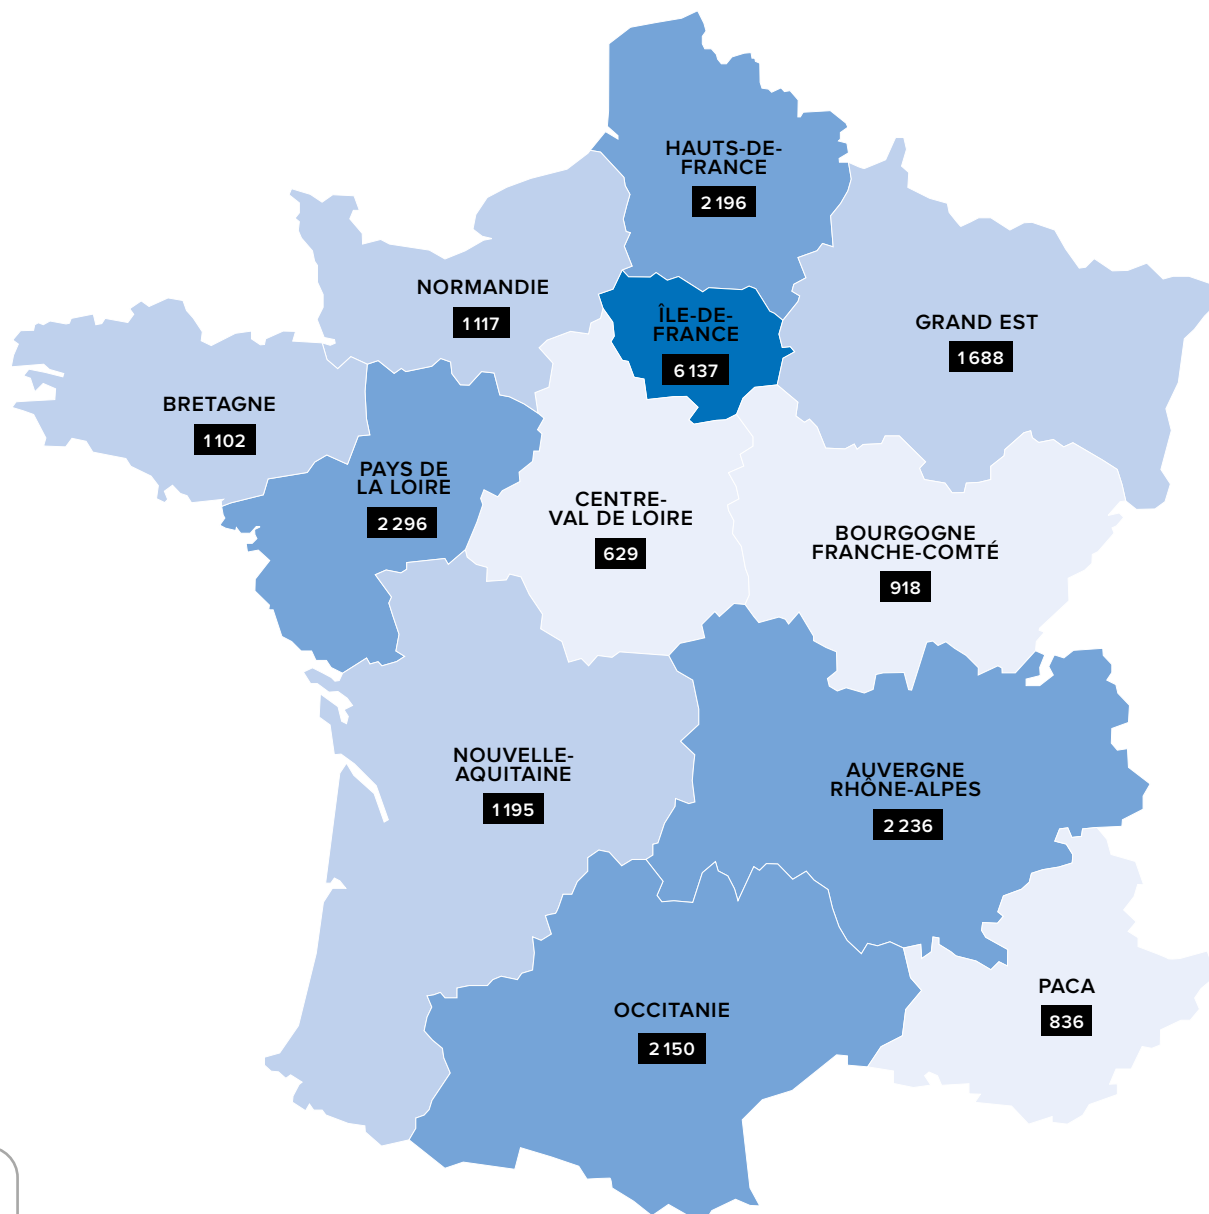 HAUTS-DE-
FRANCE
2 196
NORMANDIE
1 117
ÎLE-DE-
FRANCE
6 137
GRAND EST
1 688
BRETAGNE
1 102
PAYS DE
LA LOIRE
2 296
CENTRE-
VAL DE LOIRE
629
BOURGOGNE
FRANCHE-COMTÉ
918
NOUVELLE-
AQUITAINE
1 195
AUVERGNE
RHÔNE-ALPES
2 236
OCCITANIE
2 150
PACA
836